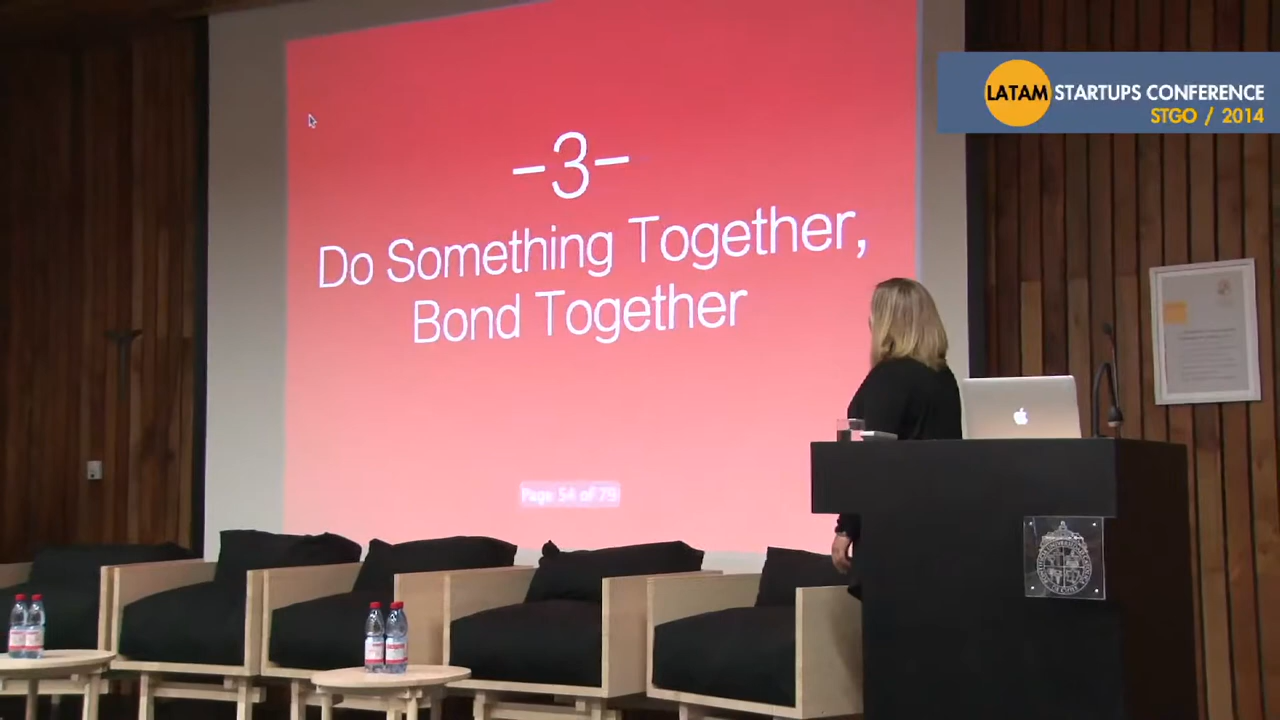 LATAM STARTUPS CONFERENCE
STGO / 2014
-3-
Do Something Together,
Bond Together
Page 54 of 79